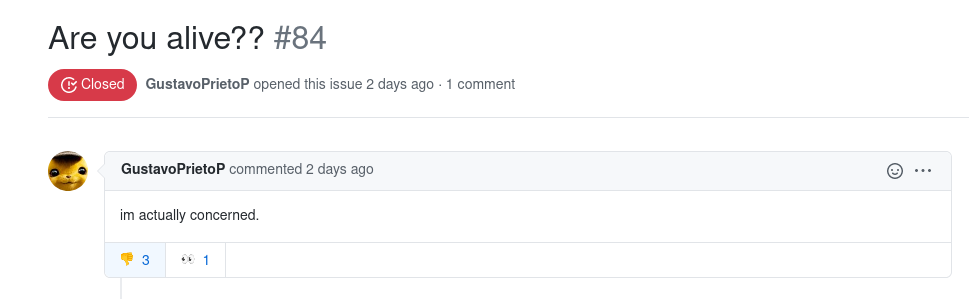 Are you alive?? #84
Closed GustavoPrietoP opened this issue 2 days ago · 1 comment
GustavoPrietoP commented 2 days ago
im actually concerned.
3 1